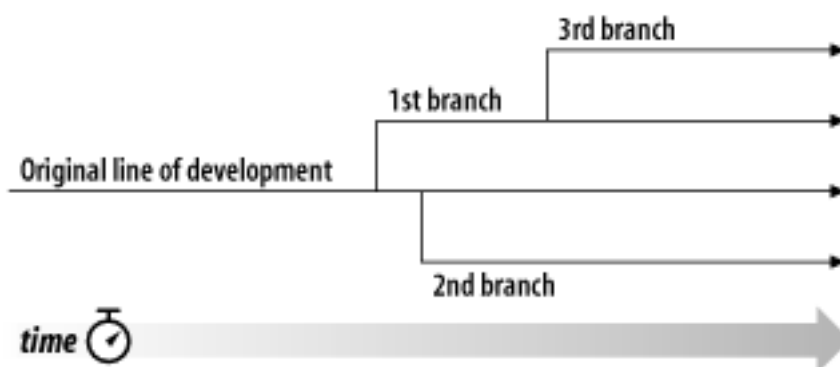 3rd branch
1st branch
Original line of development
2nd branch
time